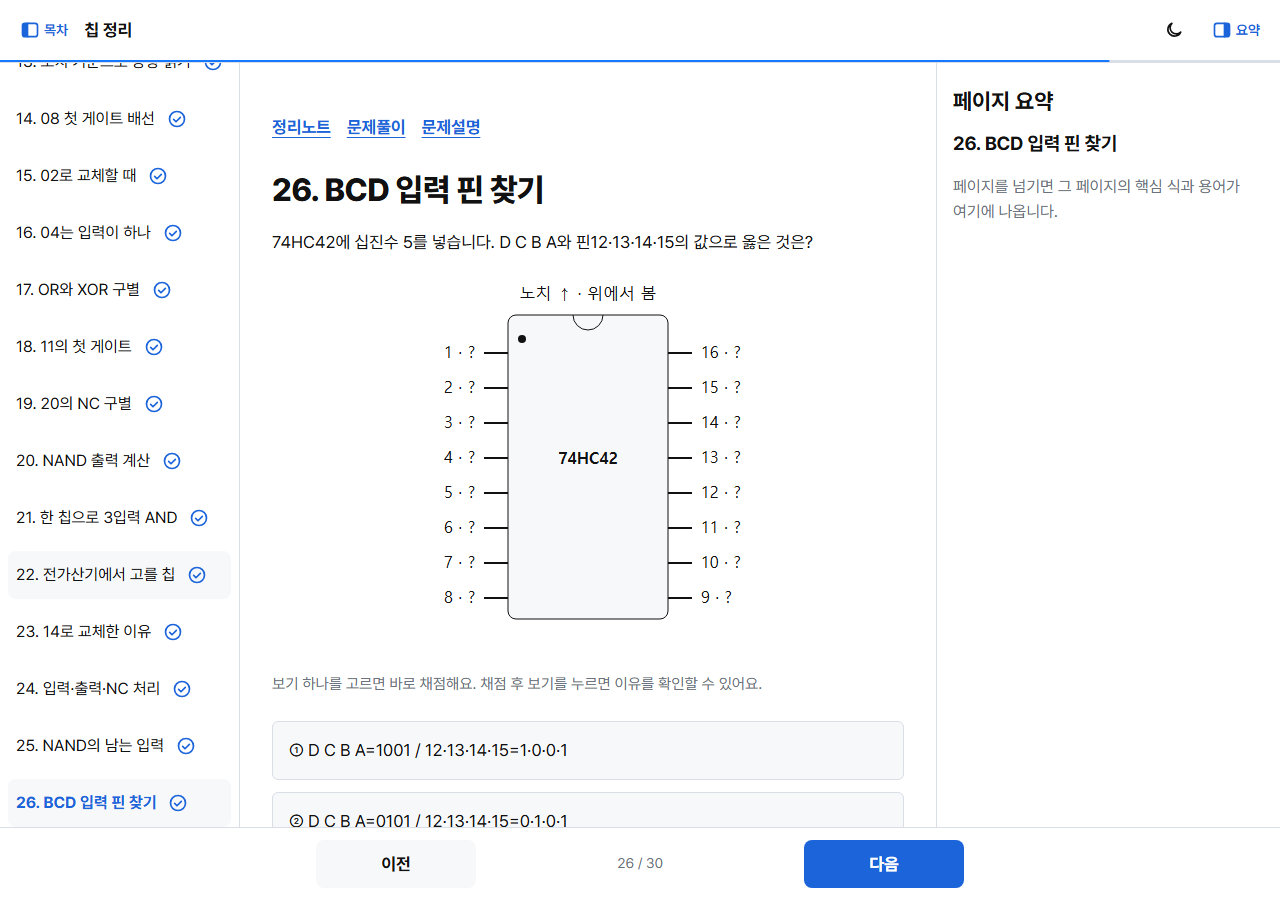 목차 칩 정리 요약
14. 08 첫 게이트 배선
15. 02로 교체할 때
16. 04는 입력이 하나
17. OR와 XOR 구별
18. 11의 첫 게이트
19. 20의 NC 구별
20. NAND 출력 계산
21. 한 칩으로 3입력 AND
22. 전가산기에서 고를 칩
23. 14로 교체한 이유
24. 입력·출력·NC 처리
25. NAND의 남는 입력
26. BCD 입력 핀 찾기
정리노트 문제풀이 문제설명
26. BCD 입력 핀 찾기
74HC42에 십진수 5를 넣습니다. D C B A와 핀12·13·14·15의 값으로 옳은 것은?
노치 ↑ · 위에서 봄
1 · ? 16 · ?
2 · ? 15 · ?
3 · ? 14 · ?
4 · ? 74HC42 13 · ?
5 · ? 12 · ?
6 · ? 11 · ?
7 · ? 10 · ?
8 · ? 9 · ?
보기 하나를 고르면 바로 채점해요. 채점 후 보기를 누르면 이유를 확인할 수 있어요.
① D C B A=1001 / 12·13·14·15=1·0·0·1
② D C B A=0101 / 12·13·14·15=0·1·0·1
페이지 요약
26. BCD 입력 핀 찾기
페이지를 넘기면 그 페이지의 핵심 식과 용어가
여기에 나옵니다.
이전 26 / 30 다음